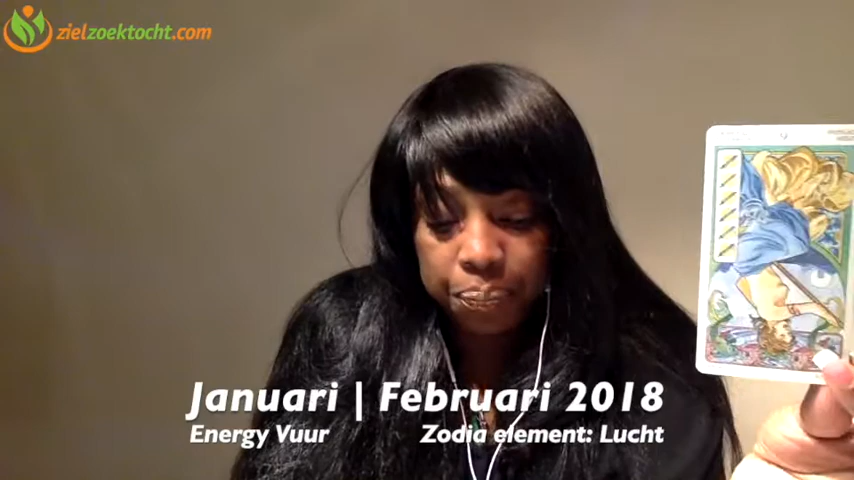 zielzoektocht.com
Januari | Februari 2018
Energy Vuur Zodia element: Lucht